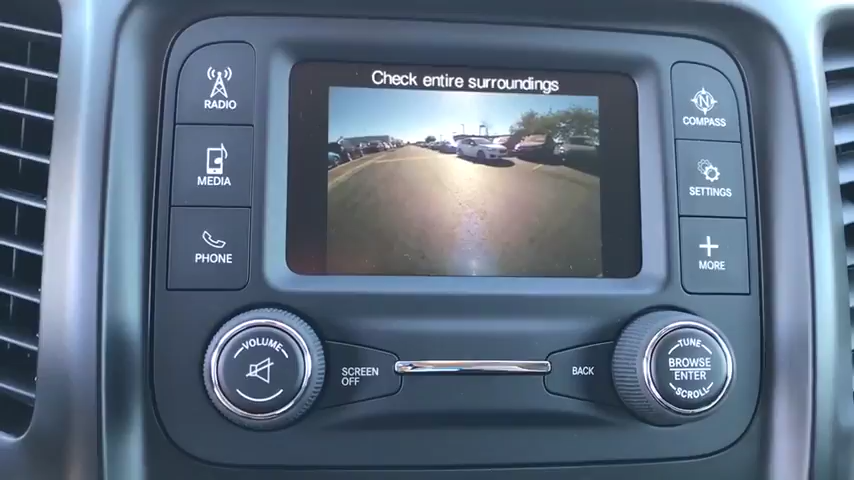 Check entire surroundings
RADIO
MEDIA
PHONE
N
COMPASS
SETTINGS
MORE
VOLUME
SCREEN
OFF
BACK
TUNE
BROWSE
ENTER
SCROLL